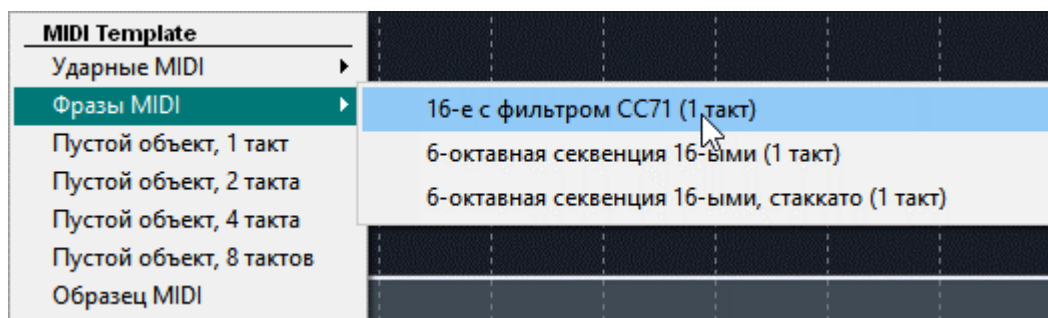 MIDI Template
Ударные MIDI
Фразы MIDI
Пустой объект, 1 такт
Пустой объект, 2 такта
Пустой объект, 4 такта
Пустой объект, 8 тактов
Образец MIDI
16-е с фильтром CC71 (1 такт)
6-октавная секвенция 16-ыми (1 такт)
6-октавная секвенция 16-ыми, стаккато (1 такт)